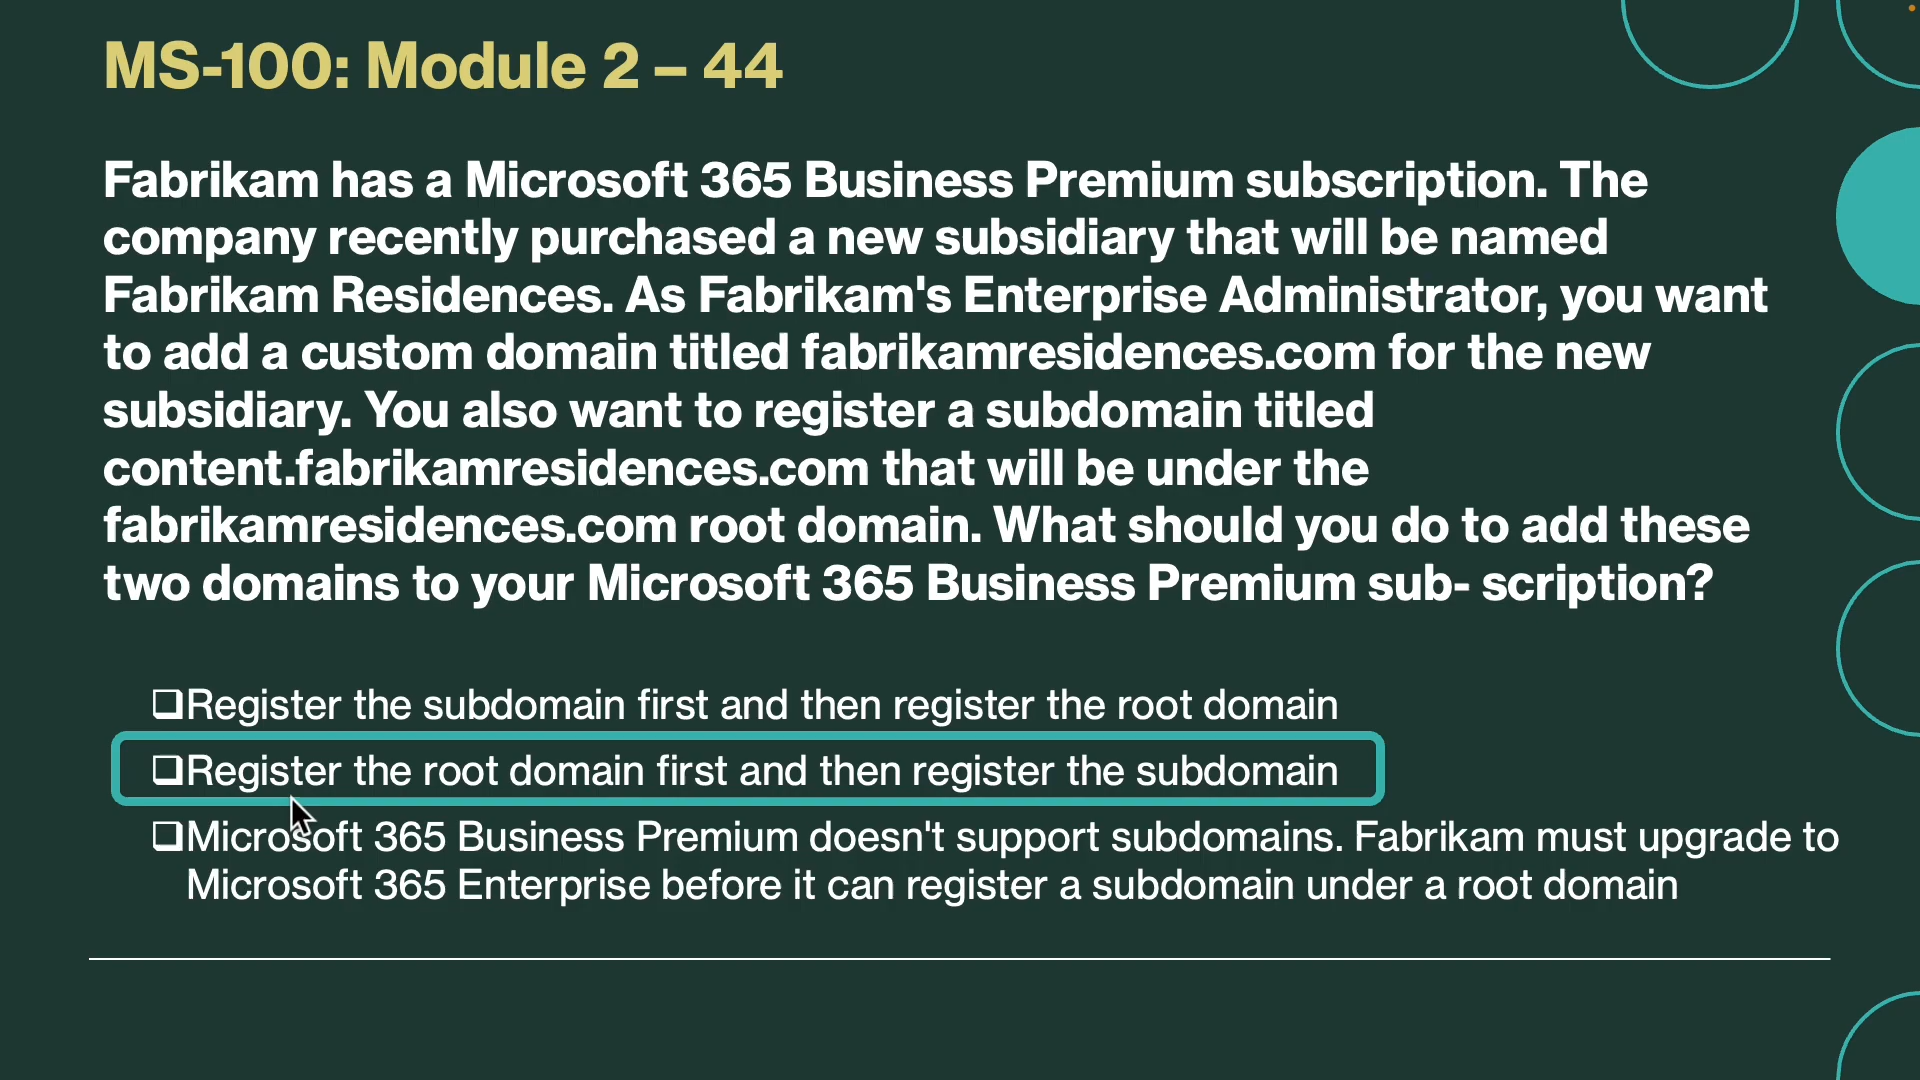 MS-100: Module 2 – 44
Fabrikam has a Microsoft 365 Business Premium subscription. The
company recently purchased a new subsidiary that will be named
Fabrikam Residences. As Fabrikam's Enterprise Administrator, you want
to add a custom domain titled fabrikamresidences.com for the new
subsidiary. You also want to register a subdomain titled
content.fabrikamresidences.com that will be under the
fabrikamresidences.com root domain. What should you do to add these
two domains to your Microsoft 365 Business Premium sub- scription?
❑Register the subdomain first and then register the root domain
❑Register the root domain first and then register the subdomain
❑Microsoft 365 Business Premium doesn't support subdomains. Fabrikam must upgrade to
Microsoft 365 Enterprise before it can register a subdomain under a root domain